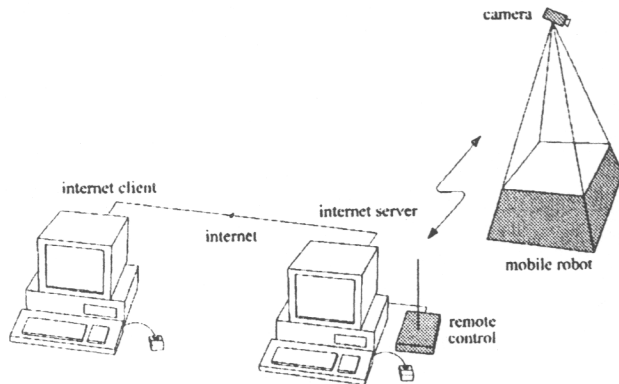 camera
internet client
internet server
internet
mobile robot
remote
control